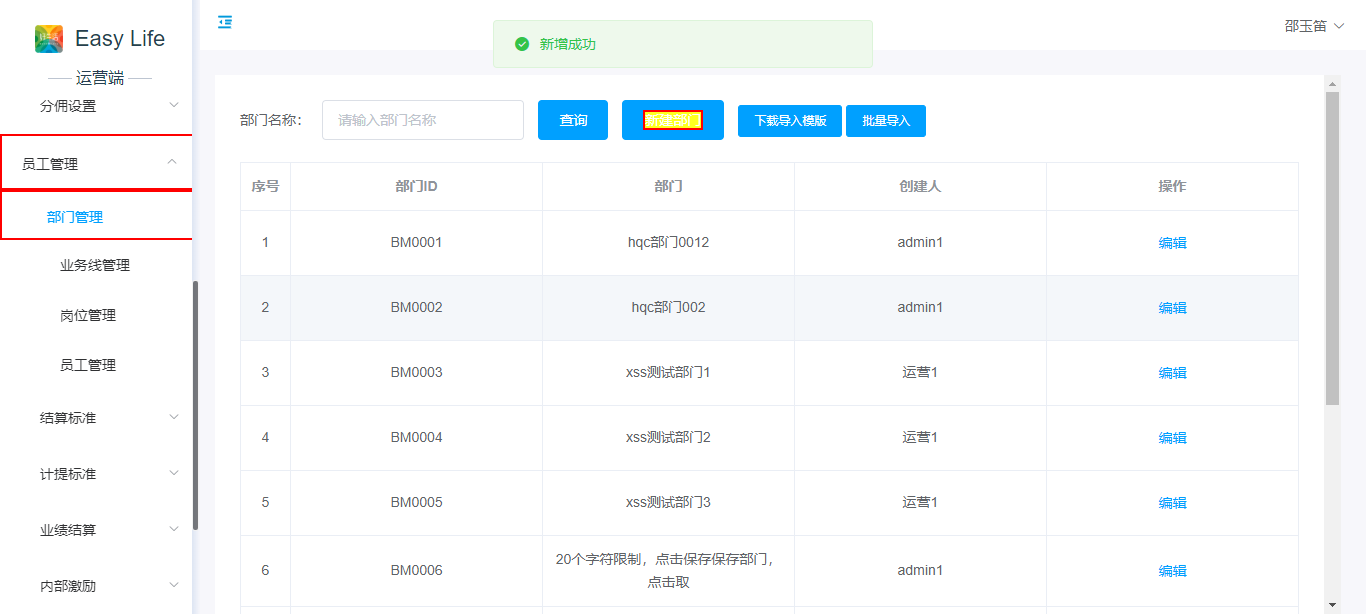 Easy Life
运营端
分佣设置
员工管理
部门管理
业务线管理
岗位管理
员工管理
结算标准
计提标准
业绩结算
内部激励
新增成功
邵玉笛
部门名称：
请输入部门名称
查询
新建部门
下载导入模版
批量导入
序号 部门ID 部门 创建人 操作
1 BM0001 hqc部门0012 admin1 编辑
2 BM0002 hqc部门002 admin1 编辑
3 BM0003 xss测试部门1 运营1 编辑
4 BM0004 xss测试部门2 运营1 编辑
5 BM0005 xss测试部门3 运营1 编辑
6 BM0006 20个字符限制，点击保存保存部门，
点击取 admin1 编辑